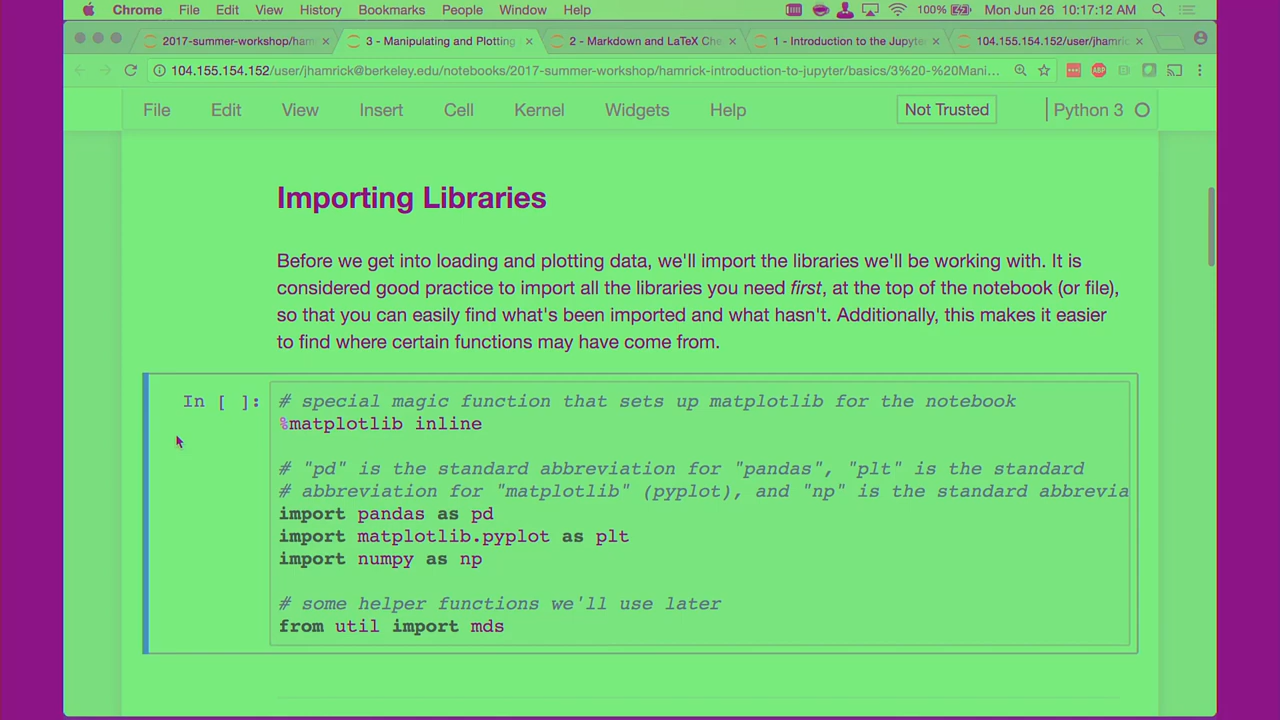 Chrome File Edit View History Bookmarks People Window Help 100% Mon Jun 26 10:17:12 AM
2017-summer-workshop/ham 3 - Manipulating and Plotting 2 - Markdown and LaTeX Che 1 - Introduction to the Jupyter 104.155.154.152/user/jhamric
104.155.154.152/user/jhamrick@berkeley.edu/notebooks/2017-summer-workshop/hamrick-introduction-to-jupyter/basics/3%20-%20Mani... ABP
File Edit View Insert Cell Kernel Widgets Help Not Trusted Python 3
Importing Libraries
Before we get into loading and plotting data, we'll import the libraries we'll be working with. It is
considered good practice to import all the libraries you need first, at the top of the notebook (or file),
so that you can easily find what's been imported and what hasn't. Additionally, this makes it easier
to find where certain functions may have come from.
In [ ]: # special magic function that sets up matplotlib for the notebook
%matplotlib inline
# "pd" is the standard abbreviation for "pandas", "plt" is the standard
# abbreviation for "matplotlib" (pyplot), and "np" is the standard abbrevia
import pandas as pd
import matplotlib.pyplot as plt
import numpy as np
# some helper functions we'll use later
from util import mds